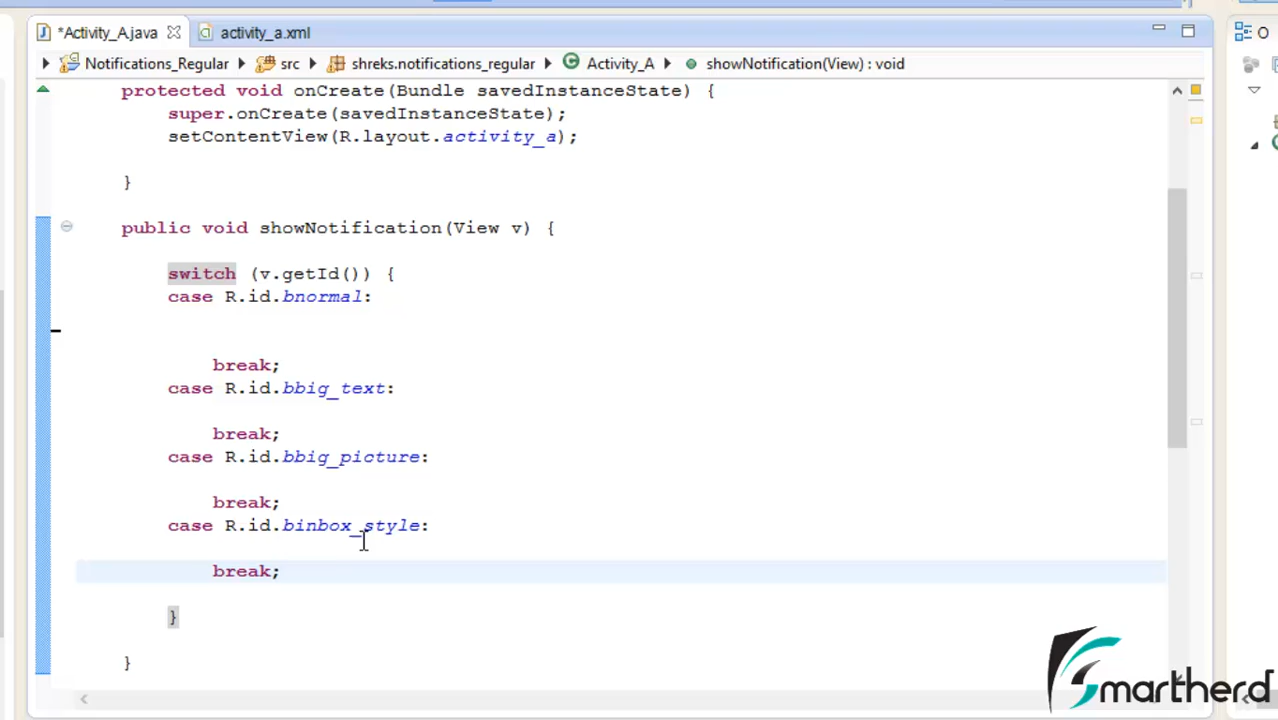 *Activity_A.java activity_a.xml O
Notifications_Regular src shreks.notifications_regular Activity_A showNotification(View) : void
protected void onCreate(Bundle savedInstanceState) {
super.onCreate(savedInstanceState);
setContentView(R.layout.activity_a);
}
public void showNotification(View v) {
switch (v.getId()) {
case R.id.bnormal:
break;
case R.id.bbig_text:
break;
case R.id.bbig_picture:
break;
case R.id.binbox_style:
break;
}
}
Smartherd